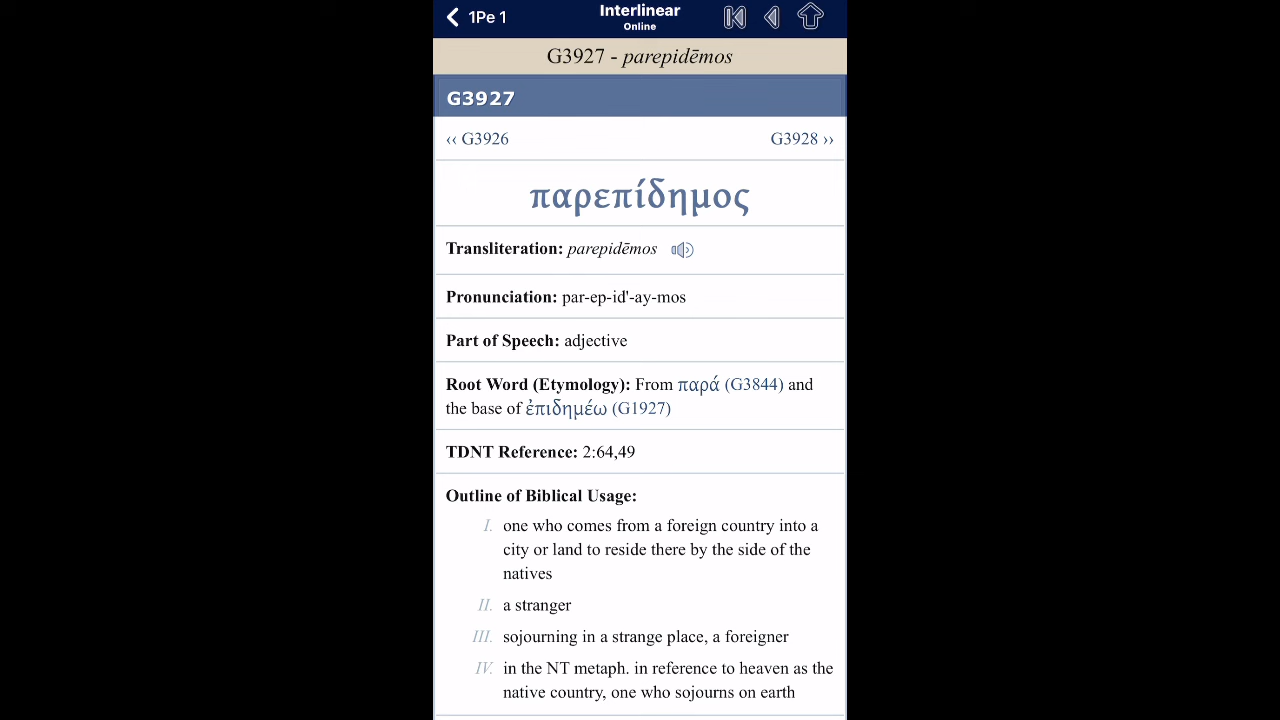 1Pe 1
Interlinear
Online
G3927 - parepidēmos
G3927
‹‹ G3926
G3928 ››
παρεπίδημος
Transliteration: parepidēmos
Pronunciation: par-ep-id'-ay-mos
Part of Speech: adjective
Root Word (Etymology): From παρά (G3844) and
the base of ἐπιδημέω (G1927)
TDNT Reference: 2:64,49
Outline of Biblical Usage:
I. one who comes from a foreign country into a
city or land to reside there by the side of the
natives
II. a stranger
III. sojourning in a strange place, a foreigner
IV. in the NT metaph. in reference to heaven as the
native country, one who sojourns on earth